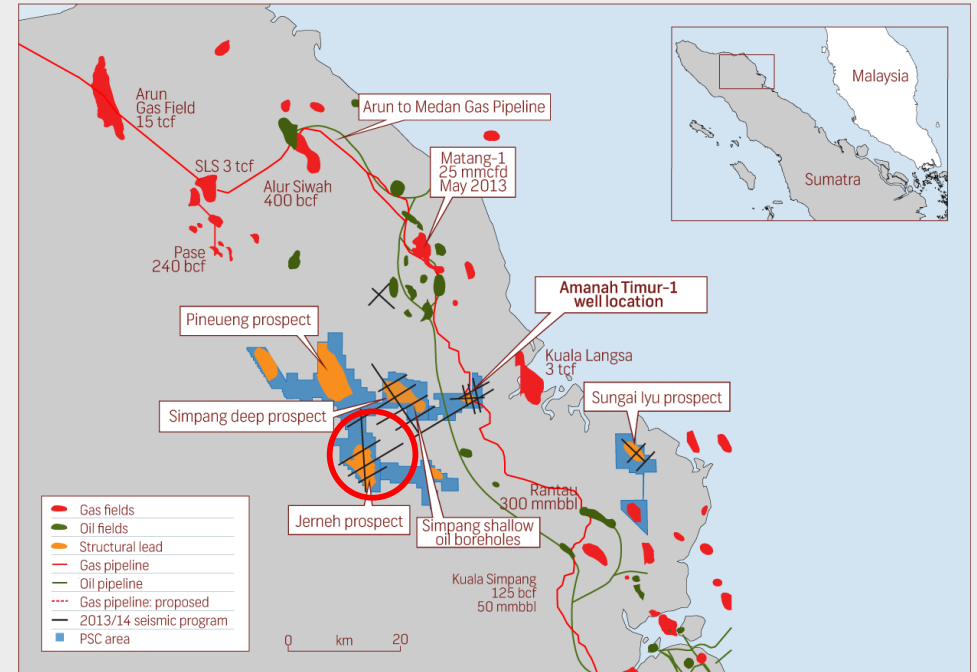 Arun
Gas Field
15 tcf
SLS 3 tcf
Pase
240 bcf
Alur Siwah
400 bcf
Arun to Medan Gas Pipeline
Matang-1
25 mmcfd
May 2013
Malaysia
Sumatra
Amanah Timur-1
well location
Pineueng prospect
Kuala Langsa
3 tcf
Sungai Iyu prospect
Simpang deep prospect
Jerneh prospect
Simpang shallow
oil boreholes
Rantau
300 mmbbl
Kuala Simpang
125 bcf
50 mmbbl
Gas fields
Oil fields
Structural lead
Gas pipeline
Oil pipeline
Gas pipeline: proposed
2013/14 seismic program
PSC area
0 km 20